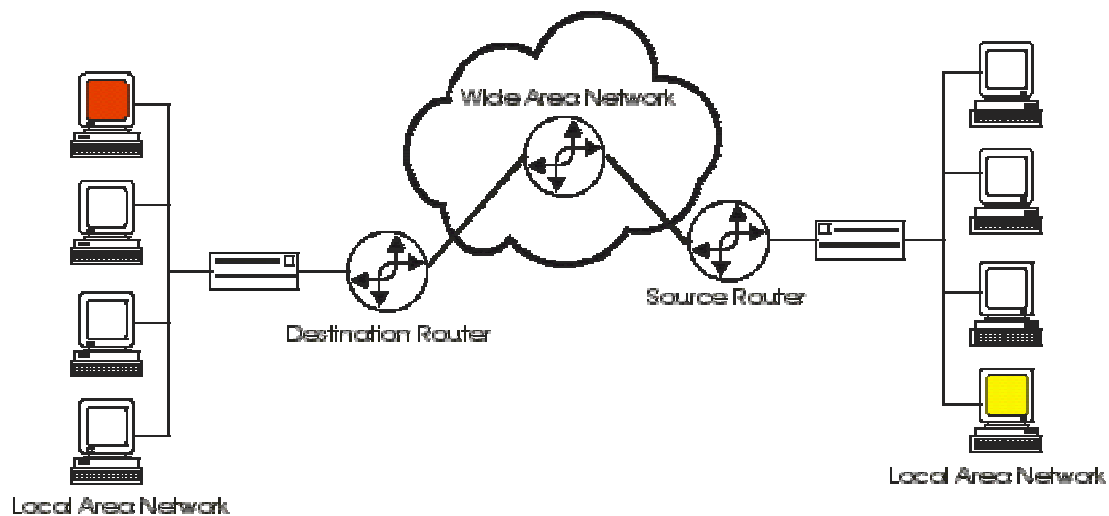 Wide Area Network
Source Router
Destination Router
Local Area Network
Local Area Network